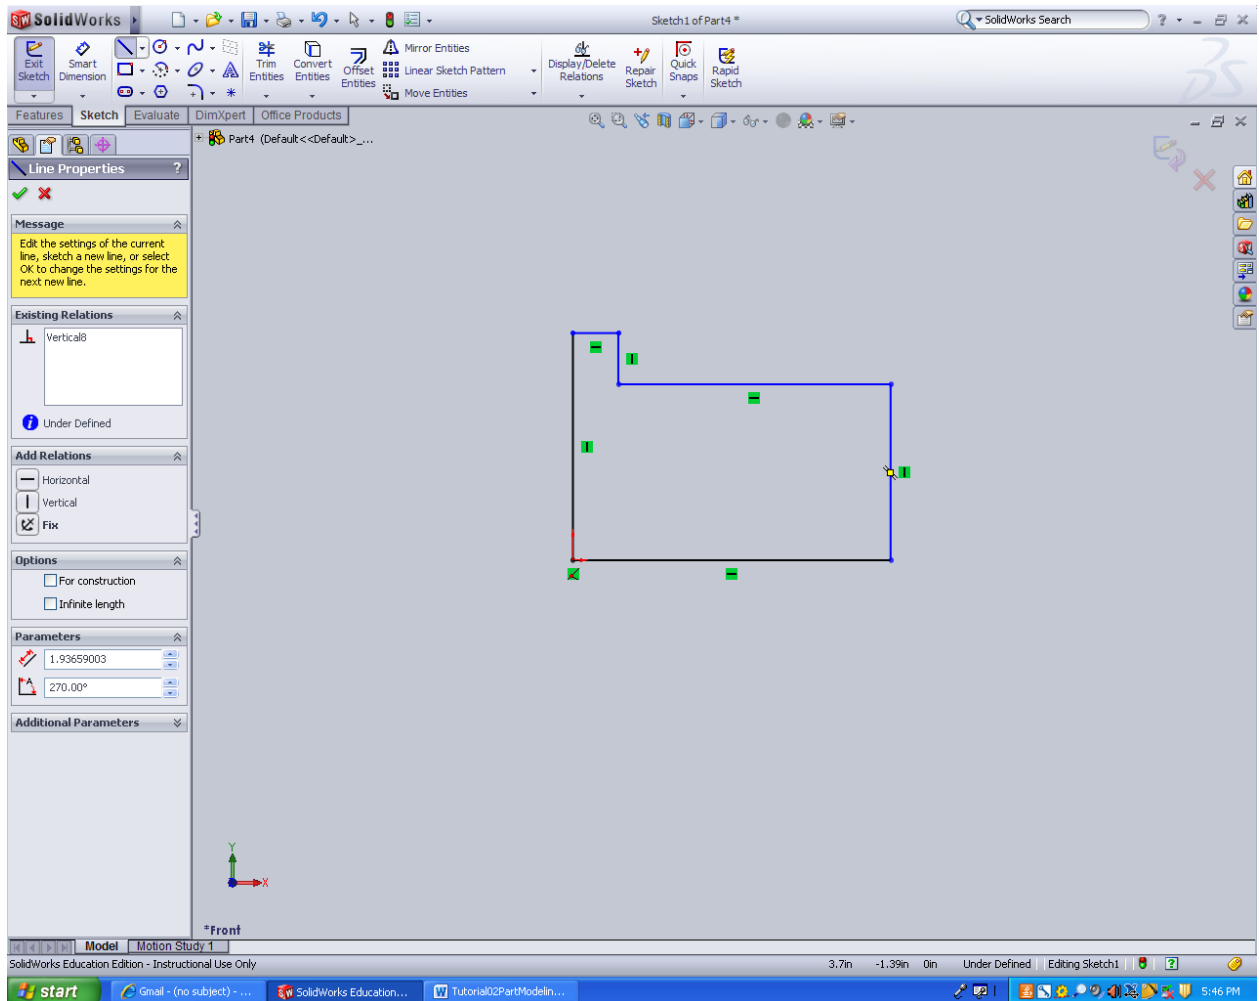 SolidWorks
Sketch1 of Part4 *
SolidWorks Search
?
Exit Sketch
Smart Dimension
Trim Entities
Convert Entities
Offset Entities
Mirror Entities
Linear Sketch Pattern
Move Entities
Display/Delete Relations
Repair Sketch
Quick Snaps
Rapid Sketch
Features
Sketch
Evaluate
DimXpert
Office Products
Part4 (Default<<Default>_...
Line Properties
?
Message
Edit the settings of the current
line, sketch a new line, or select
OK to change the settings for the
next new line.
Existing Relations
Vertical8
Under Defined
Add Relations
Horizontal
Vertical
Fix
Options
For construction
Infinite length
Parameters
1.93659003
270.00°
Additional Parameters
Y
X
*Front
Model
Motion Study 1
SolidWorks Education Edition - Instructional Use Only
3.7in
-1.39in
0in
Under Defined
Editing Sketch1
?
start
Gmail - (no subject) - ...
SolidWorks Education...
Tutorial02PartModelin...
5:46 PM